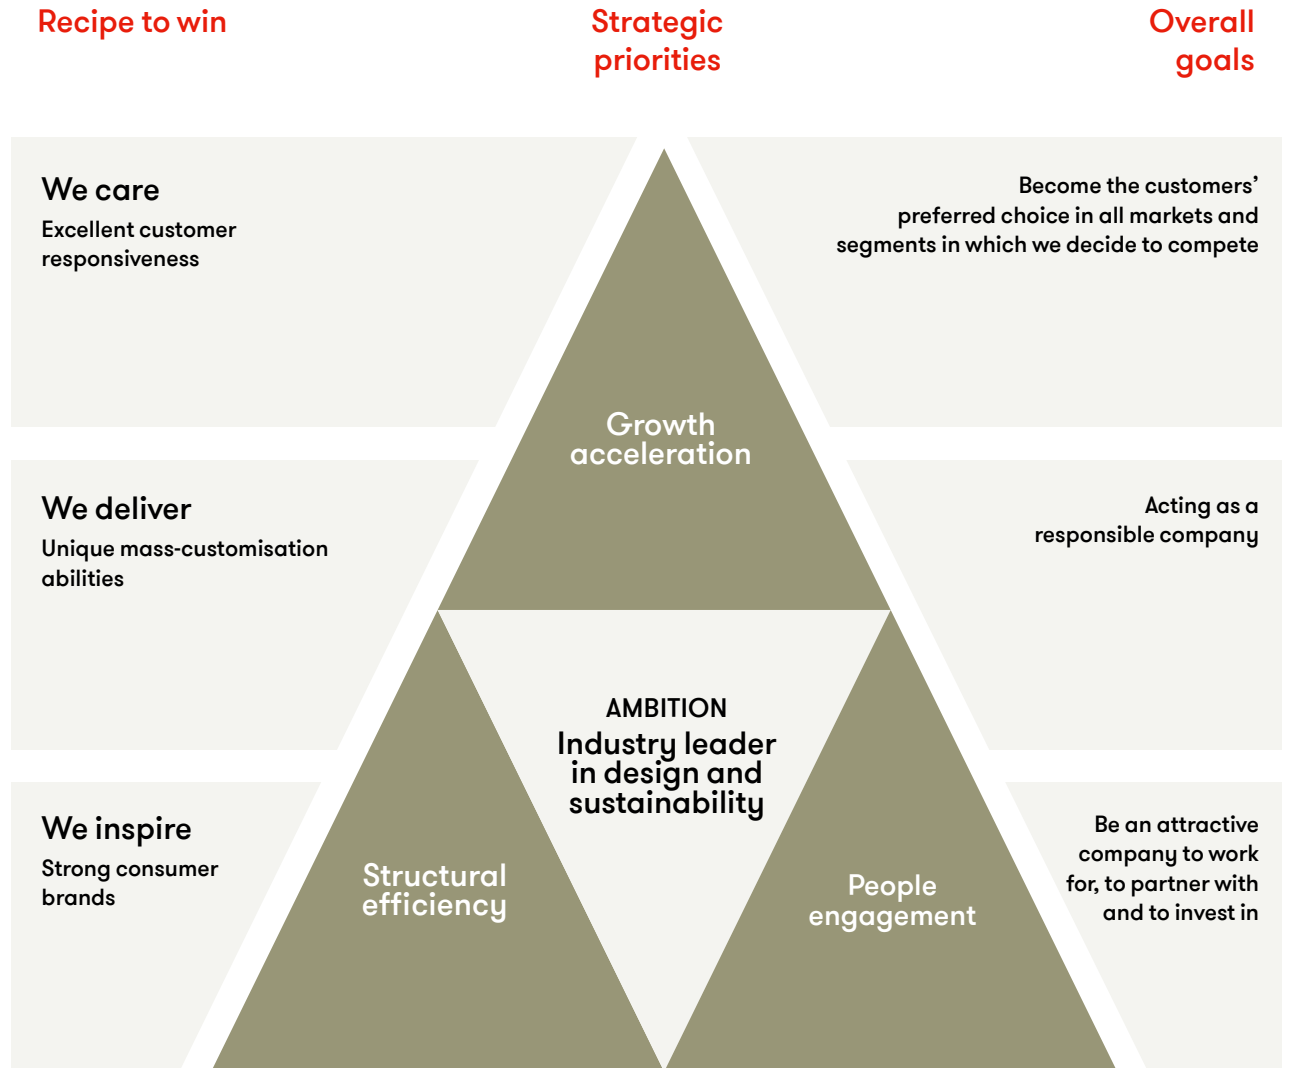 Recipe to win
Strategic
priorities
Overall
goals
We care
Excellent customer
responsiveness
Become the customers’
preferred choice in all markets and
segments in which we decide to compete
Growth
acceleration
We deliver
Unique mass-customisation
abilities
Acting as a
responsible company
AMBITION
Industry leader
in design and
sustainability
We inspire
Strong consumer
brands
Structural
efficiency
People
engagement
Be an attractive
company to work
for, to partner with
and to invest in